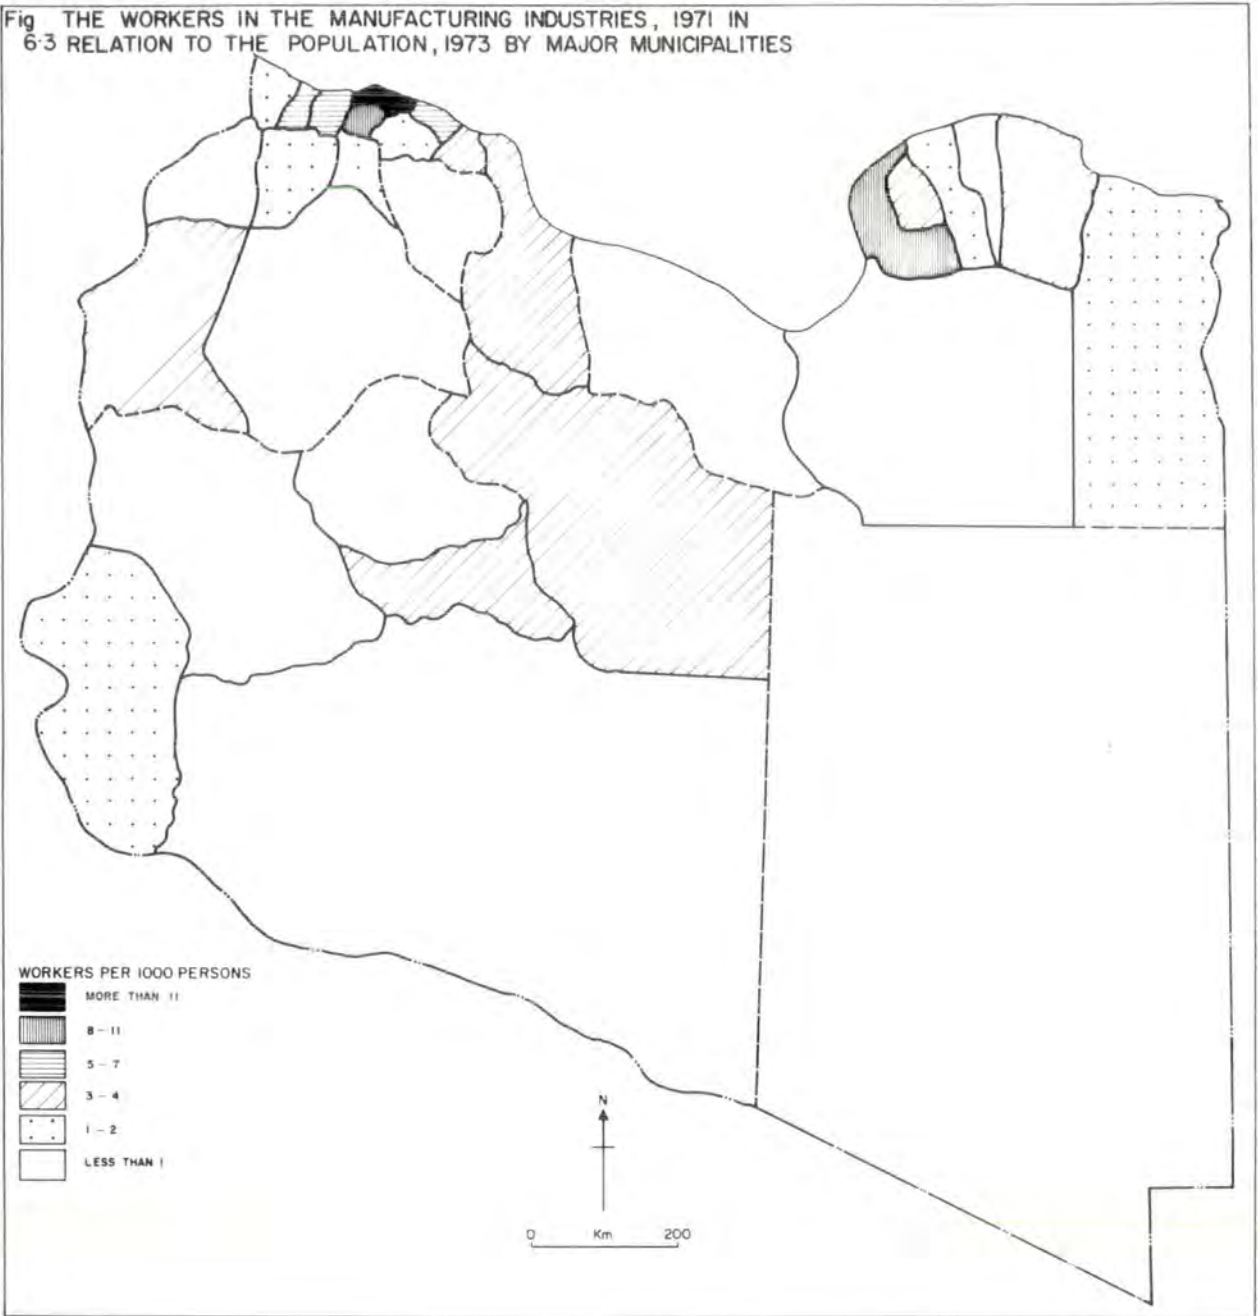 Fig THE WORKERS IN THE MANUFACTURING INDUSTRIES, 1971 IN
6·3 RELATION TO THE POPULATION, 1973 BY MAJOR MUNICIPALITIES
WORKERS PER 1000 PERSONS
MORE THAN 11
8 – 11
5 – 7
3 – 4
1 – 2
LESS THAN 1
N
0 Km 200